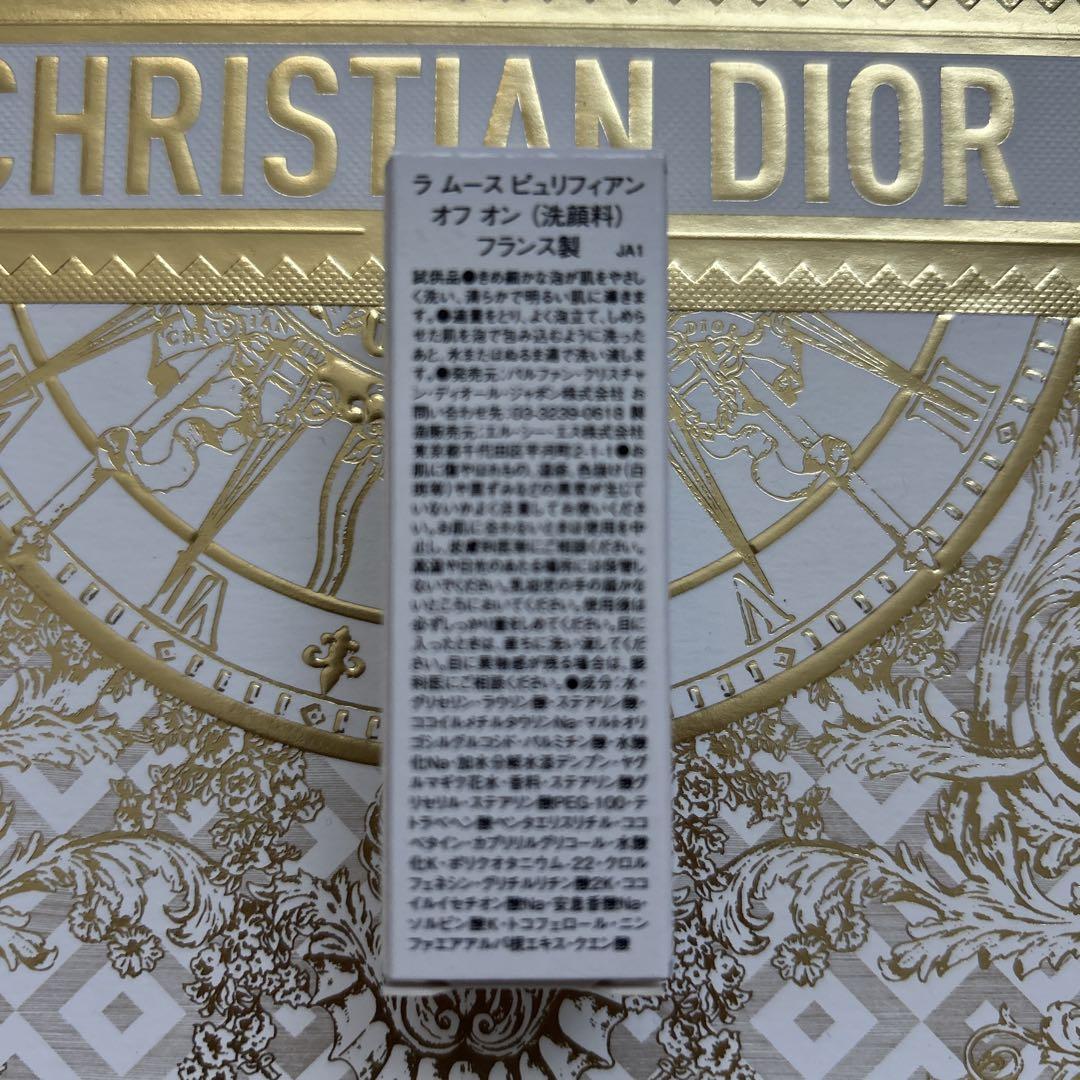 CHRISTIAN DIOR
ラ ムース ピュリフィアン
オフ オン (洗顔料)
フランス製 JA1
試供品●きめ細かな泡が肌をやさし
く洗い、滑らかで明るい肌に導きま
す。●適量をとり、よく泡立て、しめら
せた肌を泡で包み込むように洗った
あと、水またはぬるま湯で洗い流しま
す。●発売元:パルファン・クリスチャ
ン・ディオール・ジャポン株式会社 お
問い合わせ先:03-3239-0618 製
造販売元:エル・シー・エス株式会社
東京都千代田区平河町2-1-1●お
肌に傷やはれもの、湿疹、色抜け(白
斑等)や黒ずみなどの異常が生じて
いないかよく注意してお使いくださ
い。お肌に合わないときは使用を中
止し、皮膚科医等にご相談ください。
高温や日光のあたる場所には保管し
ないでください。乳幼児の手の届かな
いところにおいてください。使用後は
必ずしっかり蓋をしめてください。目に
入ったときは、直ちに洗い流してくだ
さい。目に異物感が残る場合は、眼
科医にご相談ください。●成分:水・
グリセリン・ラウリン酸・ステアリン酸・
ココイルメチルタウリンNa・マルトオリ
ゴシルグルコシド・パルミチン酸・水酸
化Na・加水分解水添デンプン・ヤグ
ルマギク花水・香料・ステアリン酸グ
リセリル・ステアリン酸PEG-100・テ
トラベヘン酸ペンタエリスリチル・ココ
ベタイン・カプリリルグリコール・水酸
化K・ポリクオタニウム-22・クロル
フェネシン・グリチルリチン酸2K・ココ
イルイセチオン酸Na・安息香酸Na・
ソルビン酸K・トコフェロール・ニン
ファエアアルバ根エキス・クエン酸
CHRISTIAN
DIOR